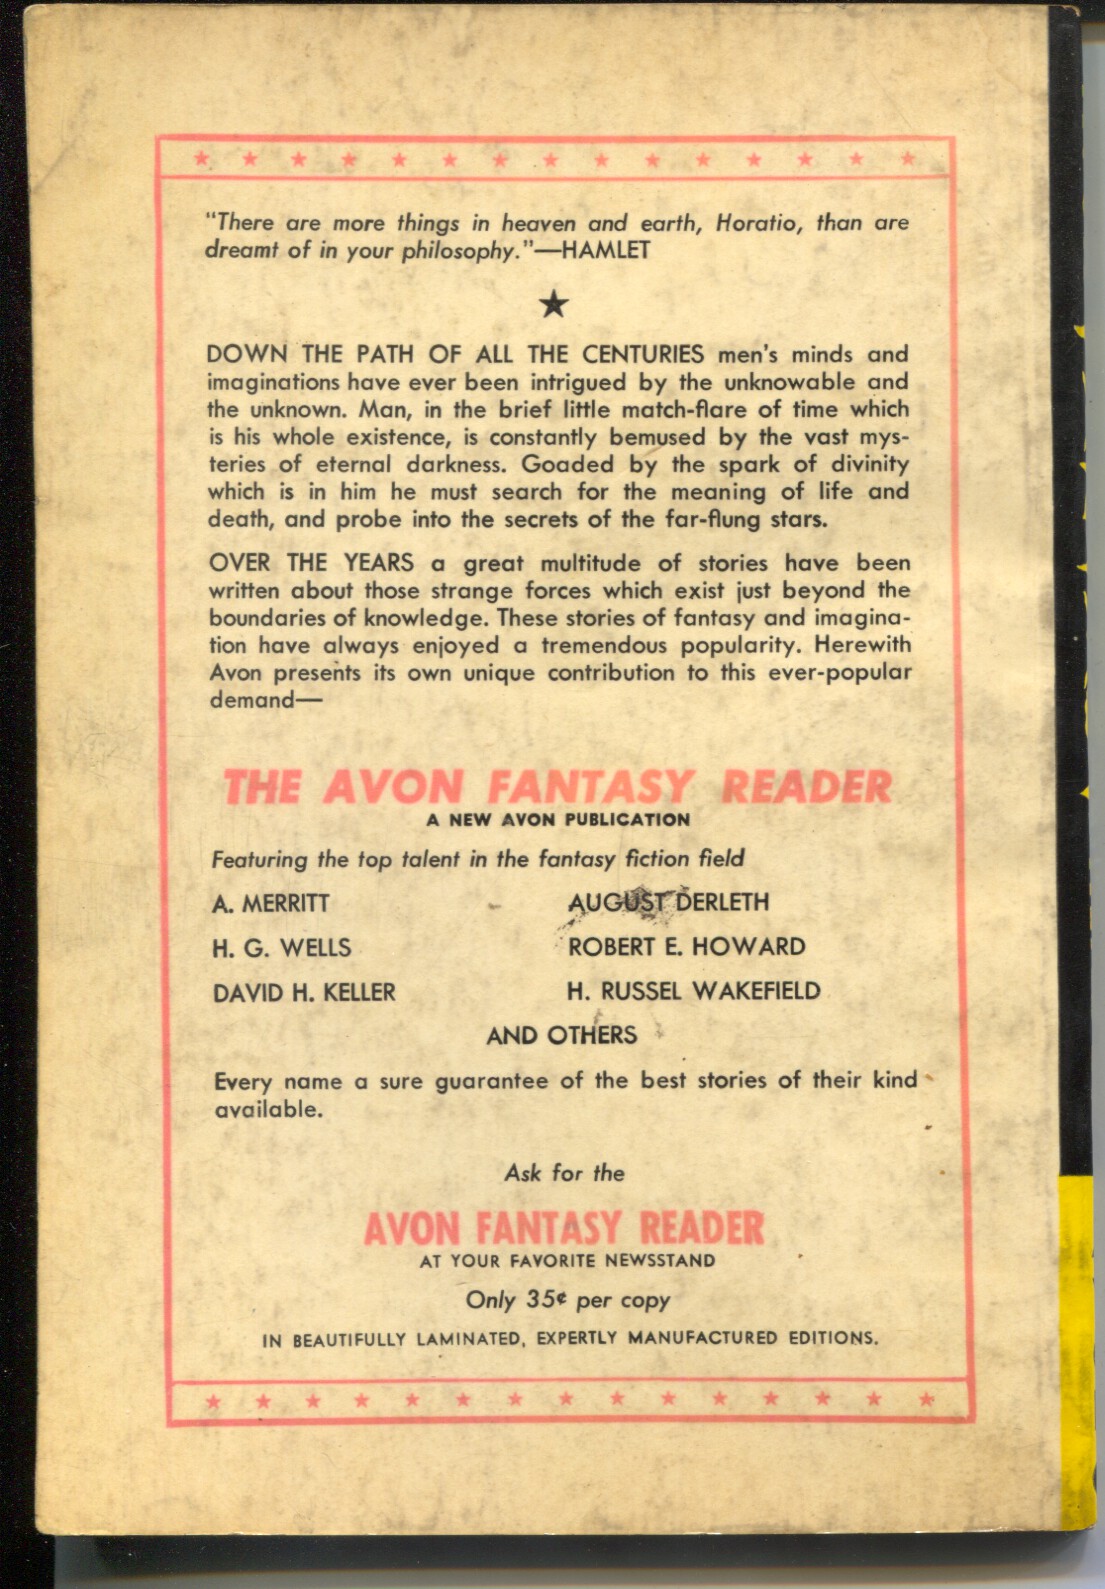 "There are more things in heaven and earth, Horatio, than are
dreamt of in your philosophy."—HAMLET
DOWN THE PATH OF ALL THE CENTURIES men's minds and
imaginations have ever been intrigued by the unknowable and
the unknown. Man, in the brief little match-flare of time which
is his whole existence, is constantly bemused by the vast mys-
teries of eternal darkness. Goaded by the spark of divinity
which is in him he must search for the meaning of life and
death, and probe into the secrets of the far-flung stars.
OVER THE YEARS a great multitude of stories have been
written about those strange forces which exist just beyond the
boundaries of knowledge. These stories of fantasy and imagina-
tion have always enjoyed a tremendous popularity. Herewith
Avon presents its own unique contribution to this ever-popular
demand—
THE AVON FANTASY READER
A NEW AVON PUBLICATION
Featuring the top talent in the fantasy fiction field
A. MERRITT AUGUST DERLETH
H. G. WELLS ROBERT E. HOWARD
DAVID H. KELLER H. RUSSEL WAKEFIELD
AND OTHERS
Every name a sure guarantee of the best stories of their kind
available.
Ask for the
AVON FANTASY READER
AT YOUR FAVORITE NEWSSTAND
Only 35¢ per copy
IN BEAUTIFULLY LAMINATED, EXPERTLY MANUFACTURED EDITIONS.